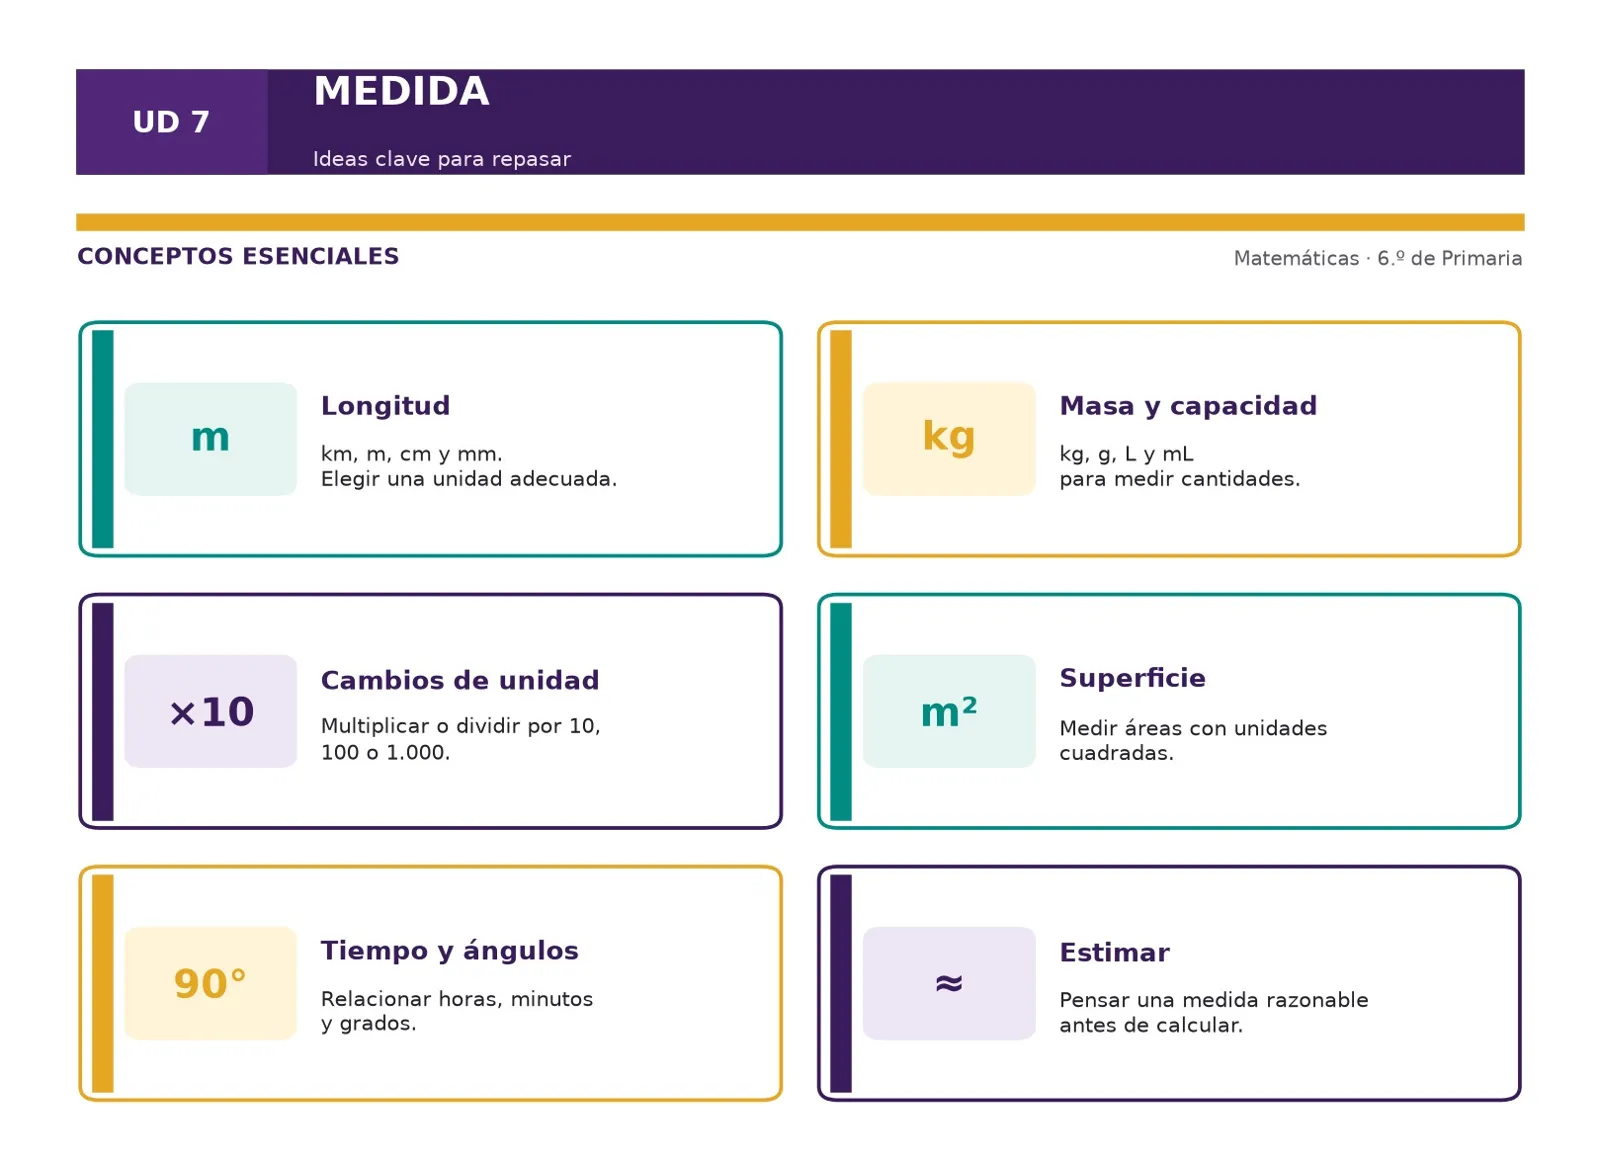 UD 7
MEDIDA
Ideas clave para repasar
CONCEPTOS ESENCIALES
Matemáticas · 6.º de Primaria
m
Longitud
km, m, cm y mm.
Elegir una unidad adecuada.
kg
Masa y capacidad
kg, g, L y mL
para medir cantidades.
×10
Cambios de unidad
Multiplicar o dividir por 10,
100 o 1.000.
m²
Superficie
Medir áreas con unidades
cuadradas.
90°
Tiempo y ángulos
Relacionar horas, minutos
y grados.
≈
Estimar
Pensar una medida razonable
antes de calcular.